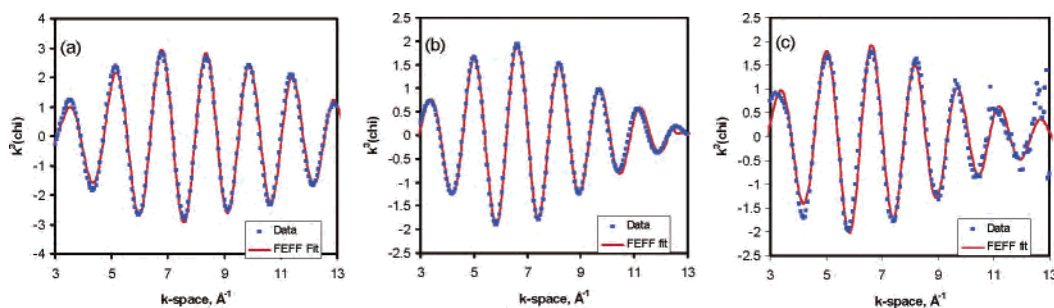 (a)
k²(chi)
4
3
2
1
0
-1
-2
-3
-4
3 5 7 9 11 13
k-space, Å⁻¹
Data
FEFF Fit
(b)
k²(chi)
2.5
2
1.5
1
0.5
0
-0.5
-1
-1.5
-2
-2.5
3 5 7 9 11 13
k-space, Å⁻¹
Data
FEFF fit
(c)
k²(chi)
2.5
2
1.5
1
0.5
0
-0.5
-1
-1.5
-2
-2.5
3 5 7 9 11 13
k-space, Å⁻¹
Data
FEFF Fit